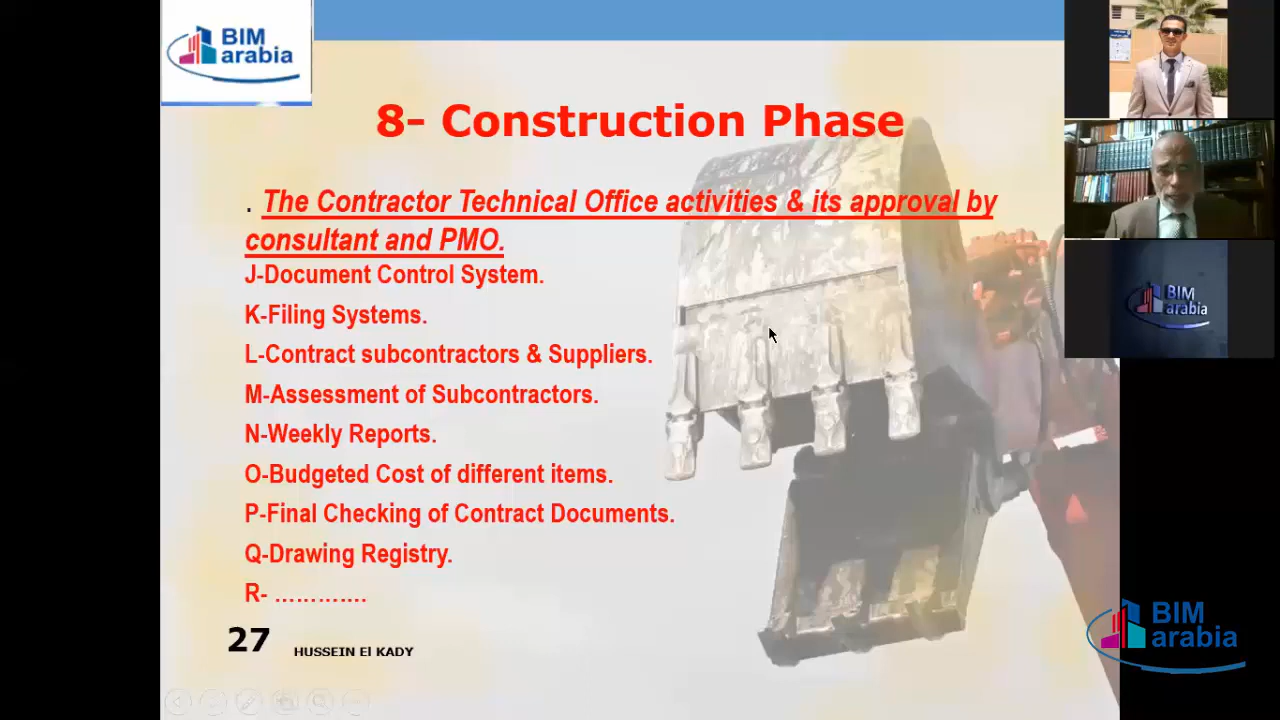 BIM
arabia
8- Construction Phase
. The Contractor Technical Office activities & its approval by
consultant and PMO.
J-Document Control System.
K-Filing Systems.
L-Contract subcontractors & Suppliers.
M-Assessment of Subcontractors.
N-Weekly Reports.
O-Budgeted Cost of different items.
P-Final Checking of Contract Documents.
Q-Drawing Registry.
R- .............
27
HUSSEIN El KADY
BIM
arabia
BIM
arabia